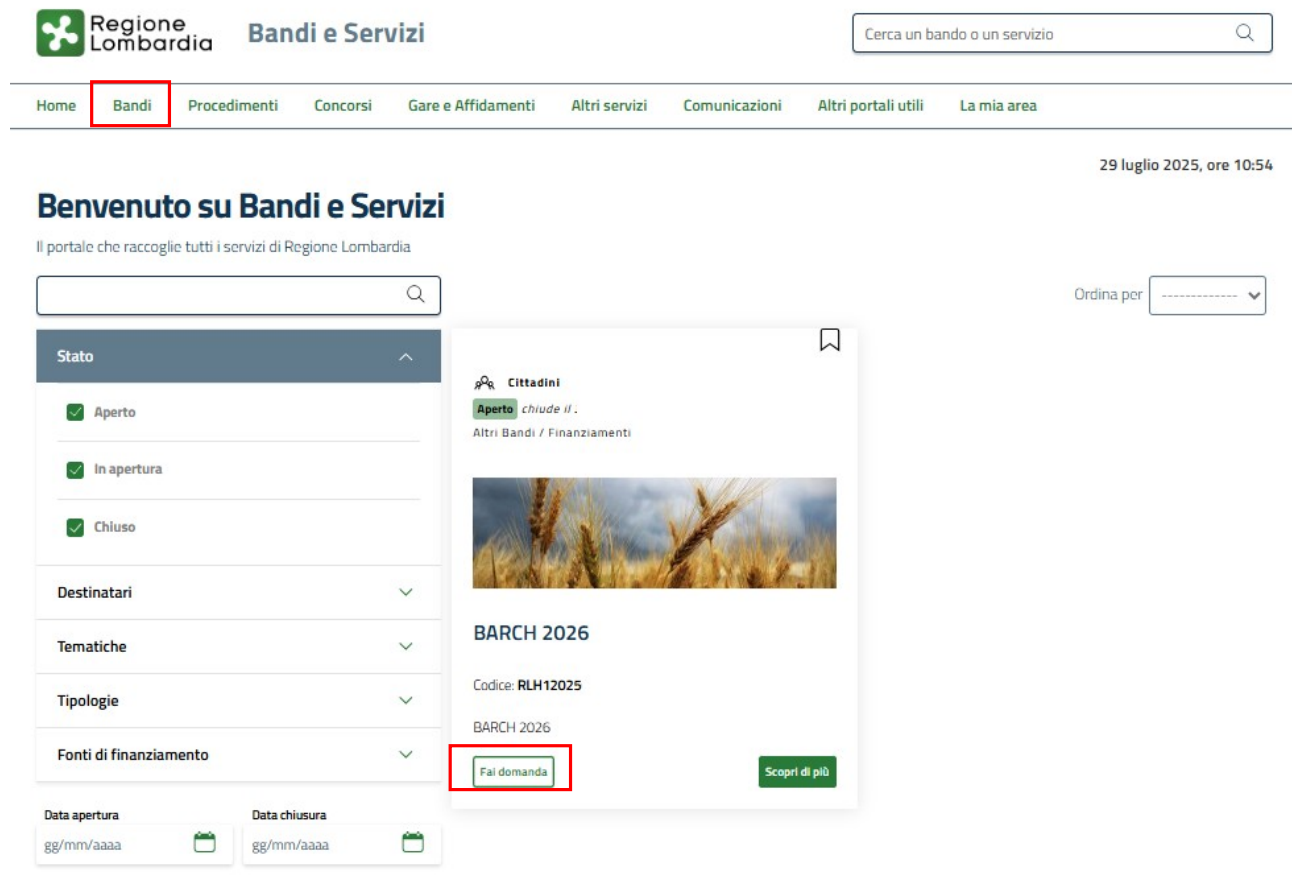 Regione
Lombardia
Bandi e Servizi
Cerca un bando o un servizio
Home Bandi Procedimenti Concorsi Gare e Affidamenti Altri servizi Comunicazioni Altri portali utili La mia area
29 luglio 2025, ore 10:54
Benvenuto su Bandi e Servizi
Il portale che raccoglie tutti i servizi di Regione Lombardia
Ordina per -------------
Stato
Aperto
In apertura
Chiuso
Destinatari
Tematiche
Tipologie
Fonti di finanziamento
Data apertura Data chiusura
gg/mm/aaaa gg/mm/aaaa
Cittadini
Aperto chiude il :
Altri Bandi / Finanziamenti
BARCH 2026
Codice: RLH12025
BARCH 2026
Fai domanda Scopri di più